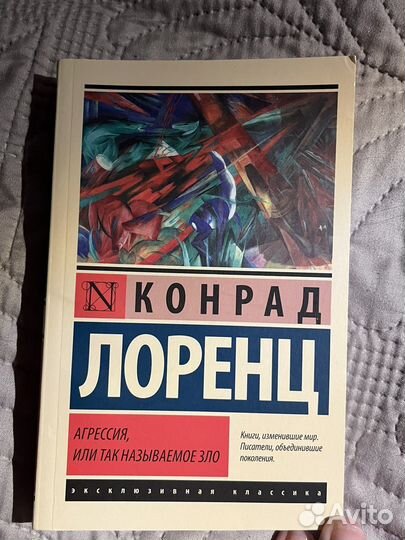 КОНРАД
ЛОРЕНЦ
АГРЕССИЯ,
ИЛИ ТАК НАЗЫВАЕМОЕ ЗЛО
Книги, изменившие мир.
Писатели, объединившие
поколения.
эксклюзивная классика
Avito